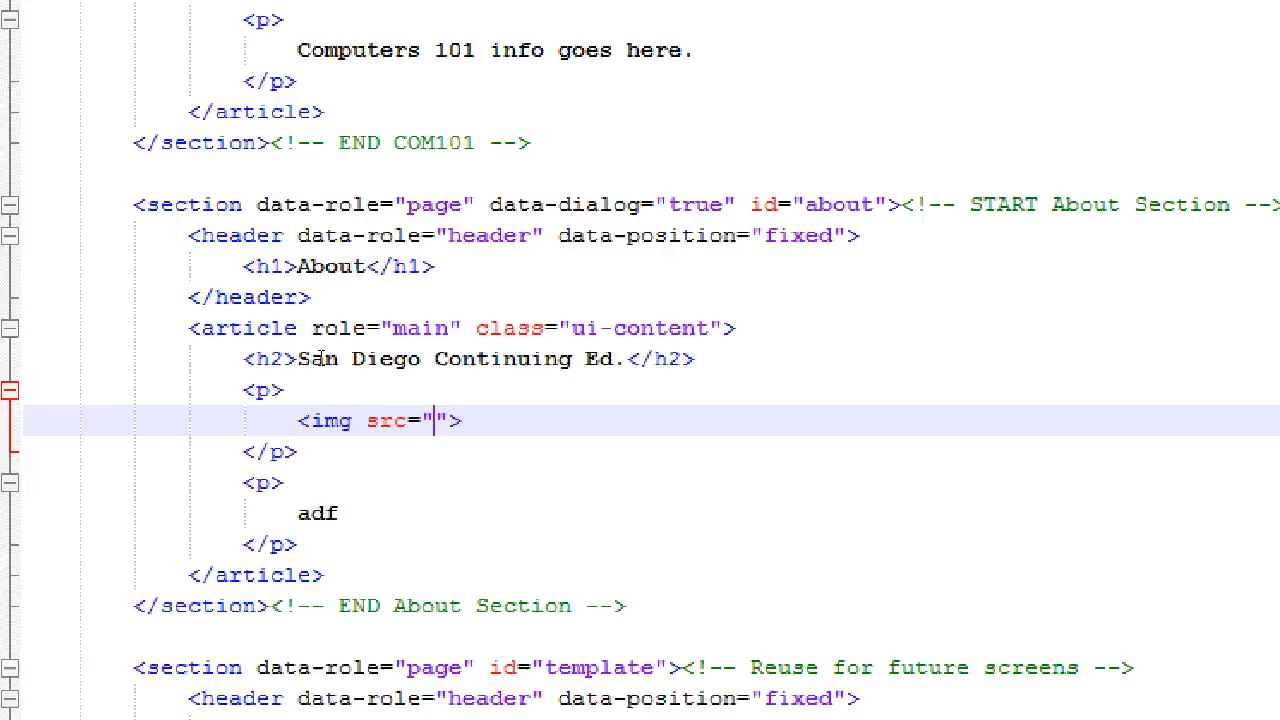 <p>
Computers 101 info goes here.
</p>
</article>
</section><!-- END COM101 -->
<section data-role="page" data-dialog="true" id="about"><!-- START About Section -->
<header data-role="header" data-position="fixed">
<h1>About</h1>
</header>
<article role="main" class="ui-content">
<h2>San Diego Continuing Ed.</h2>
<p>
<img src="">
</p>
<p>
adf
</p>
</article>
</section><!-- END About Section -->
<section data-role="page" id="template"><!-- Reuse for future screens -->
<header data-role="header" data-position="fixed">